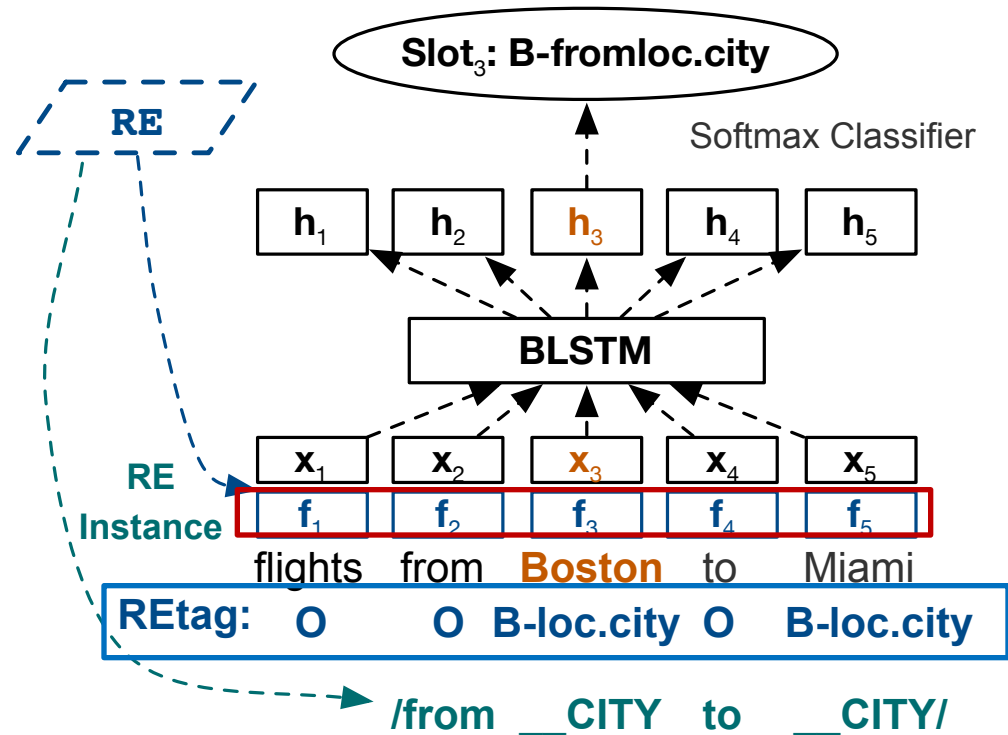 Slot₃: B-fromloc.city
RE
Softmax Classifier
h₁ h₂ h₃ h₄ h₅
BLSTM
x₁ x₂ x₃ x₄ x₅
RE
Instance
f₁ f₂ f₃ f₄ f₅
flights from Boston to Miami
REtag: O O B-loc.city O B-loc.city
/from __CITY to __CITY/